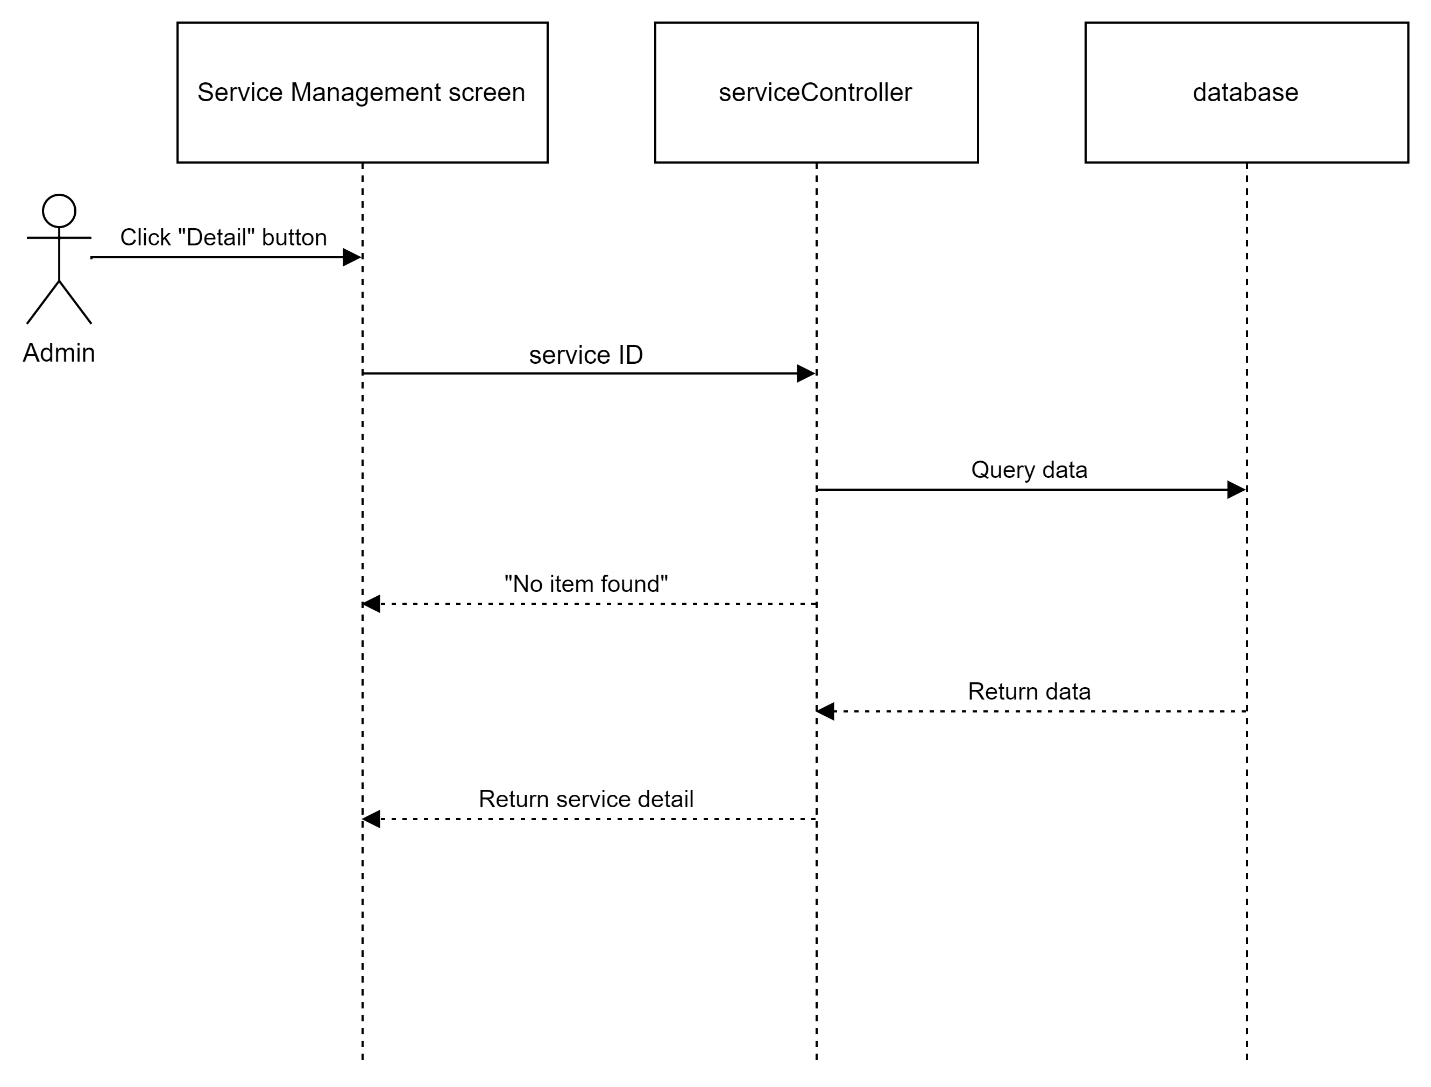 Service Management screen
serviceController
database
Click "Detail" button
Admin
service ID
Query data
"No item found"
Return data
Return service detail